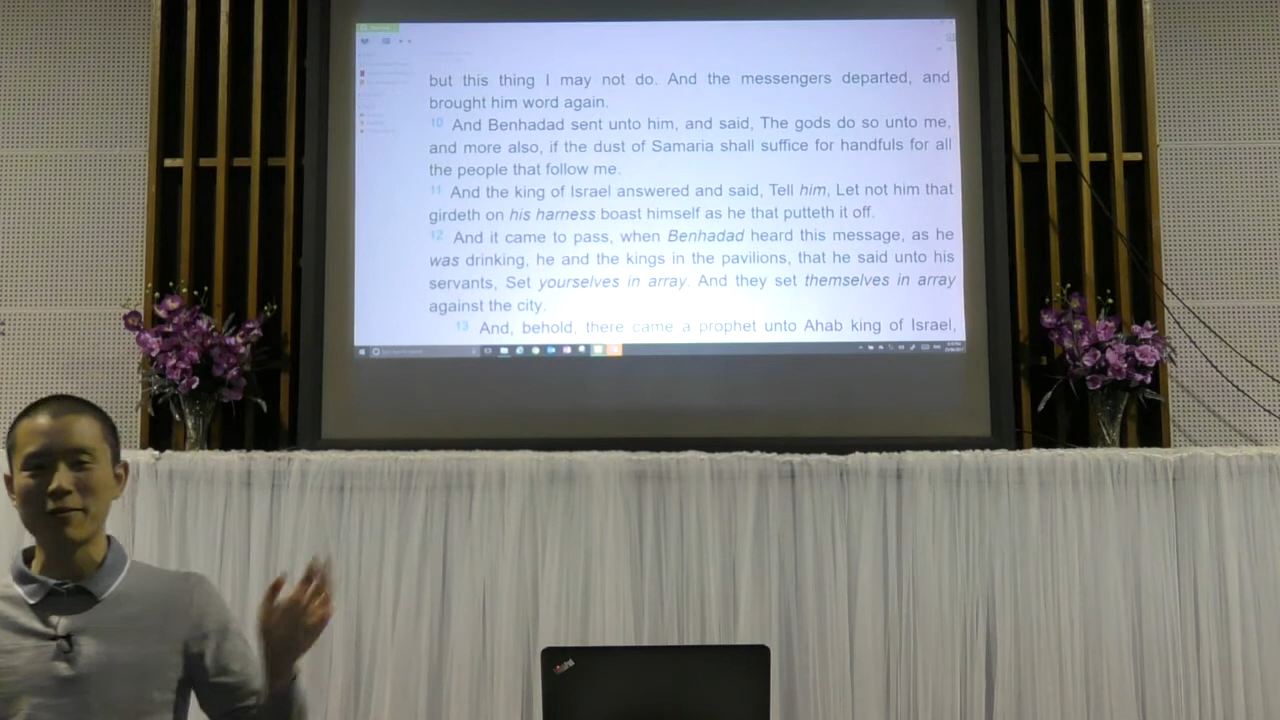 but this thing I may not do. And the messengers departed, and
brought him word again.
10 And Benhadad sent unto him, and said, The gods do so unto me,
and more also, if the dust of Samaria shall suffice for handfuls for all
the people that follow me.
11 And the king of Israel answered and said, Tell him, Let not him that
girdeth on his harness boast himself as he that putteth it off.
12 And it came to pass, when Benhadad heard this message, as he
was drinking, he and the kings in the pavilions, that he said unto his
servants, Set yourselves in array. And they set themselves in array
against the city.
13 And, behold, there came a prophet unto Ahab king of Israel,